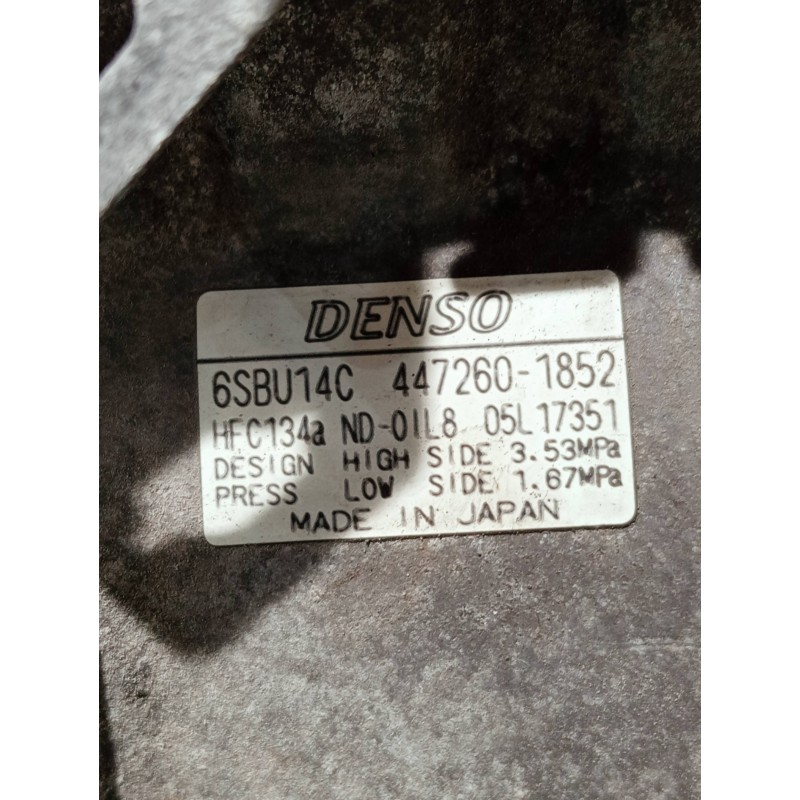 DENSO
6SBU14C 447260-1852
HFC134a ND-OIL8 05L17351
DESIGN HIGH SIDE 3.53MPa
PRESS LOW SIDE 1.67MPa
MADE IN JAPAN